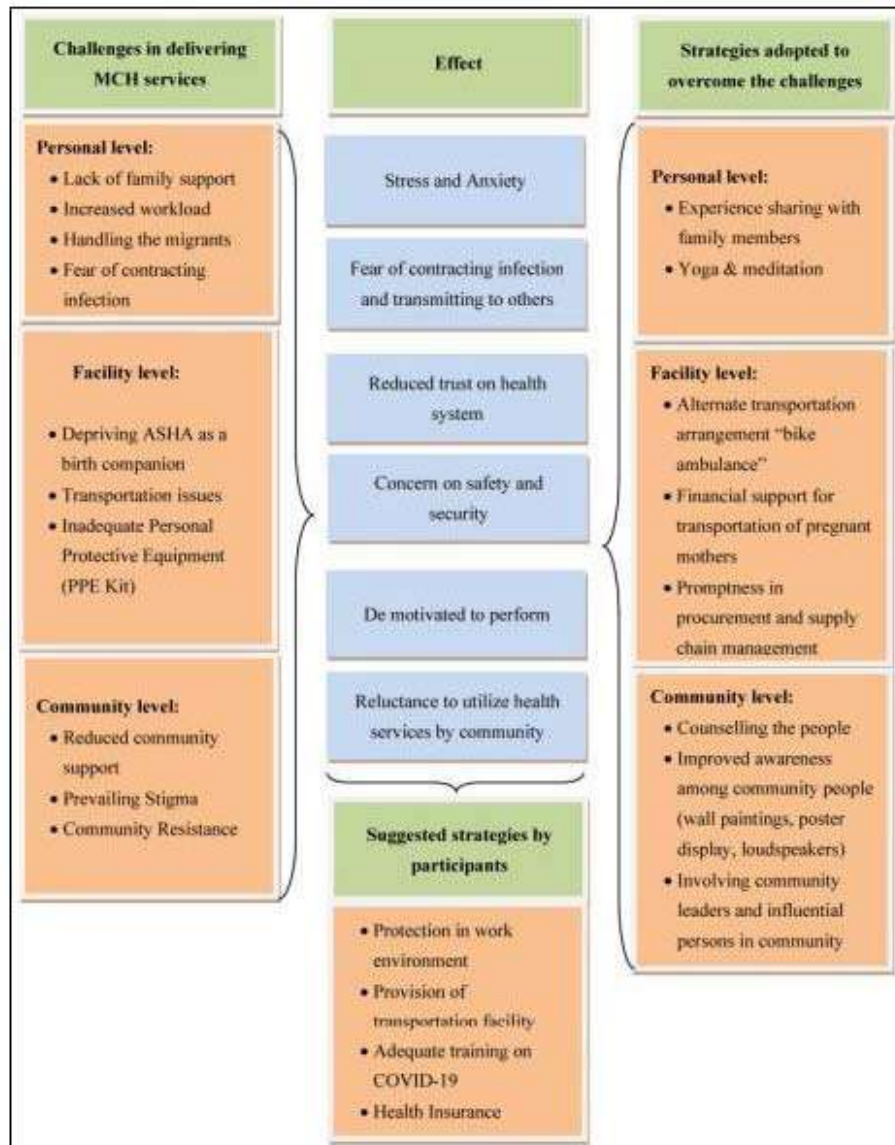 Challenges in delivering
MCH services
Personal level:
• Lack of family support
• Increased workload
• Handling the migrants
• Fear of contracting
infection
Facility level:
• Depriving ASHA as a
birth companion
• Transportation issues
• Inadequate Personal
Protective Equipment
(PPE Kit)
Community level:
• Reduced community
support
• Prevailing Stigma
• Community Resistance
Effect
Stress and Anxiety
Fear of contracting infection
and transmitting to others
Reduced trust on health
system
Concern on safety and
security
De motivated to perform
Reluctance to utilize health
services by community
Suggested strategies by
participants
• Protection in work
environment
• Provision of
transportation facility
• Adequate training on
COVID-19
• Health Insurance
Strategies adopted to
overcome the challenges
Personal level:
• Experience sharing with
family members
• Yoga & meditation
Facility level:
• Alternate transportation
arrangement “bike
ambulance”
• Financial support for
transportation of pregnant
mothers
• Promptness in
procurement and supply
chain management
Community level:
• Counselling the people
• Improved awareness
among community people
(wall paintings, poster
display, loudspeakers)
• Involving community
leaders and influential
persons in community